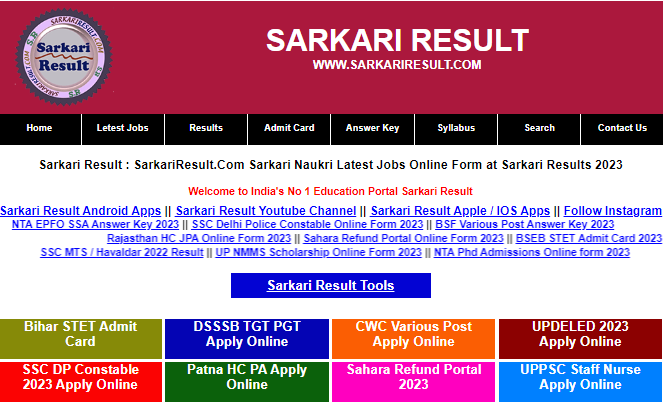 SARKARIRESULT.COM
S.R
Sarkari
Result
SARKARIRESULT.COM
S.R
SARKARI RESULT
WWW.SARKARIRESULT.COM
Home Letest Jobs Results Admit Card Answer Key Syllabus Search Contact Us
Sarkari Result : SarkariResult.Com Sarkari Naukri Latest Jobs Online Form at Sarkari Results 2023
Welcome to India's No 1 Education Portal Sarkari Result
Sarkari Result Android Apps || Sarkari Result Youtube Channel || Sarkari Result Apple / IOS Apps || Follow Instagram
NTA EPFO SSA Answer Key 2023 || SSC Delhi Police Constable Online Form 2023 || BSF Various Post Answer Key 2023
Rajasthan HC JPA Online Form 2023 || Sahara Refund Portal Online Form 2023 || BSEB STET Admit Card 2023
SSC MTS / Havaldar 2022 Result || UP NMMS Scholarship Online Form 2023 || NTA Phd Admissions Online form 2023
Sarkari Result Tools
Bihar STET Admit
Card
DSSSB TGT PGT
Apply Online
CWC Various Post
Apply Online
UPDELED 2023
Apply Online
SSC DP Constable
2023 Apply Online
Patna HC PA Apply
Online
Sahara Refund Portal
2023
UPPSC Staff Nurse
Apply Online